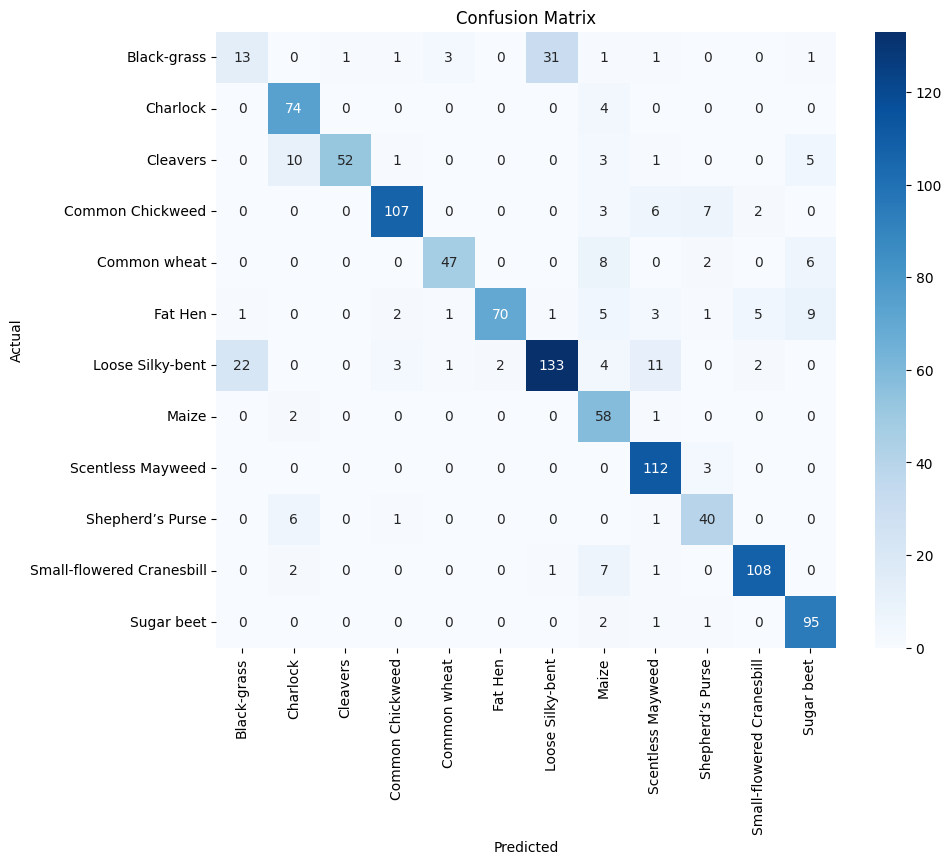 Confusion Matrix
Actual
Black-grass 13 0 1 1 3 0 31 1 1 0 0 1
Charlock 0 74 0 0 0 0 0 4 0 0 0 0
Cleavers 0 10 52 1 0 0 0 3 1 0 0 5
Common Chickweed 0 0 0 107 0 0 0 3 6 7 2 0
Common wheat 0 0 0 0 47 0 0 8 0 2 0 6
Fat Hen 1 0 0 2 1 70 1 5 3 1 5 9
Loose Silky-bent 22 0 0 3 1 2 133 4 11 0 2 0
Maize 0 2 0 0 0 0 0 58 1 0 0 0
Scentless Mayweed 0 0 0 0 0 0 0 0 112 3 0 0
Shepherd’s Purse 0 6 0 1 0 0 0 0 1 40 0 0
Small-flowered Cranesbill 0 2 0 0 0 0 1 7 1 0 108 0
Sugar beet 0 0 0 0 0 0 0 2 1 1 0 95
Black-grass
Charlock
Cleavers
Common Chickweed
Common wheat
Fat Hen
Loose Silky-bent
Maize
Scentless Mayweed
Shepherd’s Purse
Small-flowered Cranesbill
Sugar beet
Predicted
120
100
80
60
40
20
0